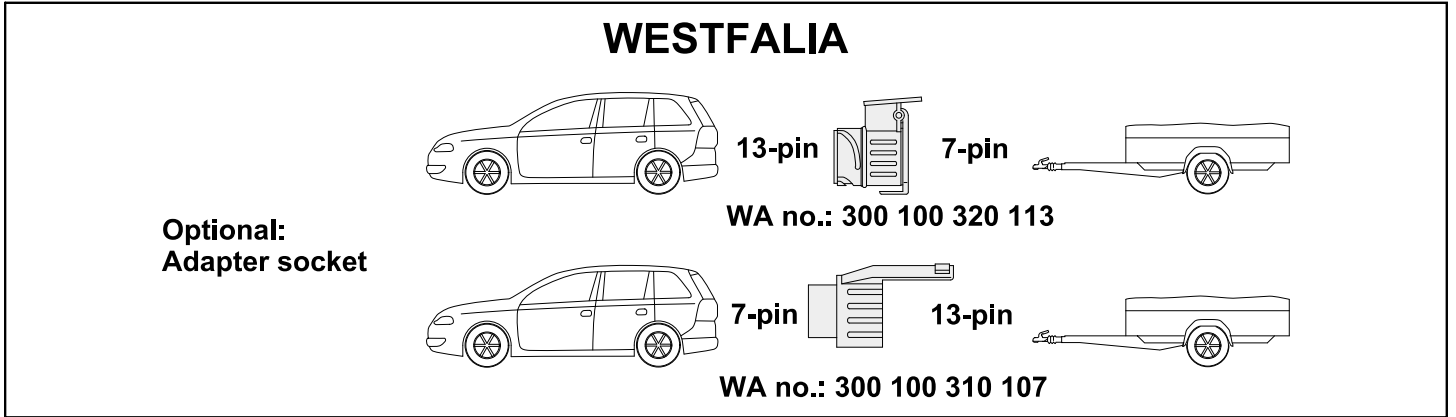 WESTFALIA
13-pin
7-pin
WA no.: 300 100 320 113
Optional:
Adapter socket
7-pin
13-pin
WA no.: 300 100 310 107